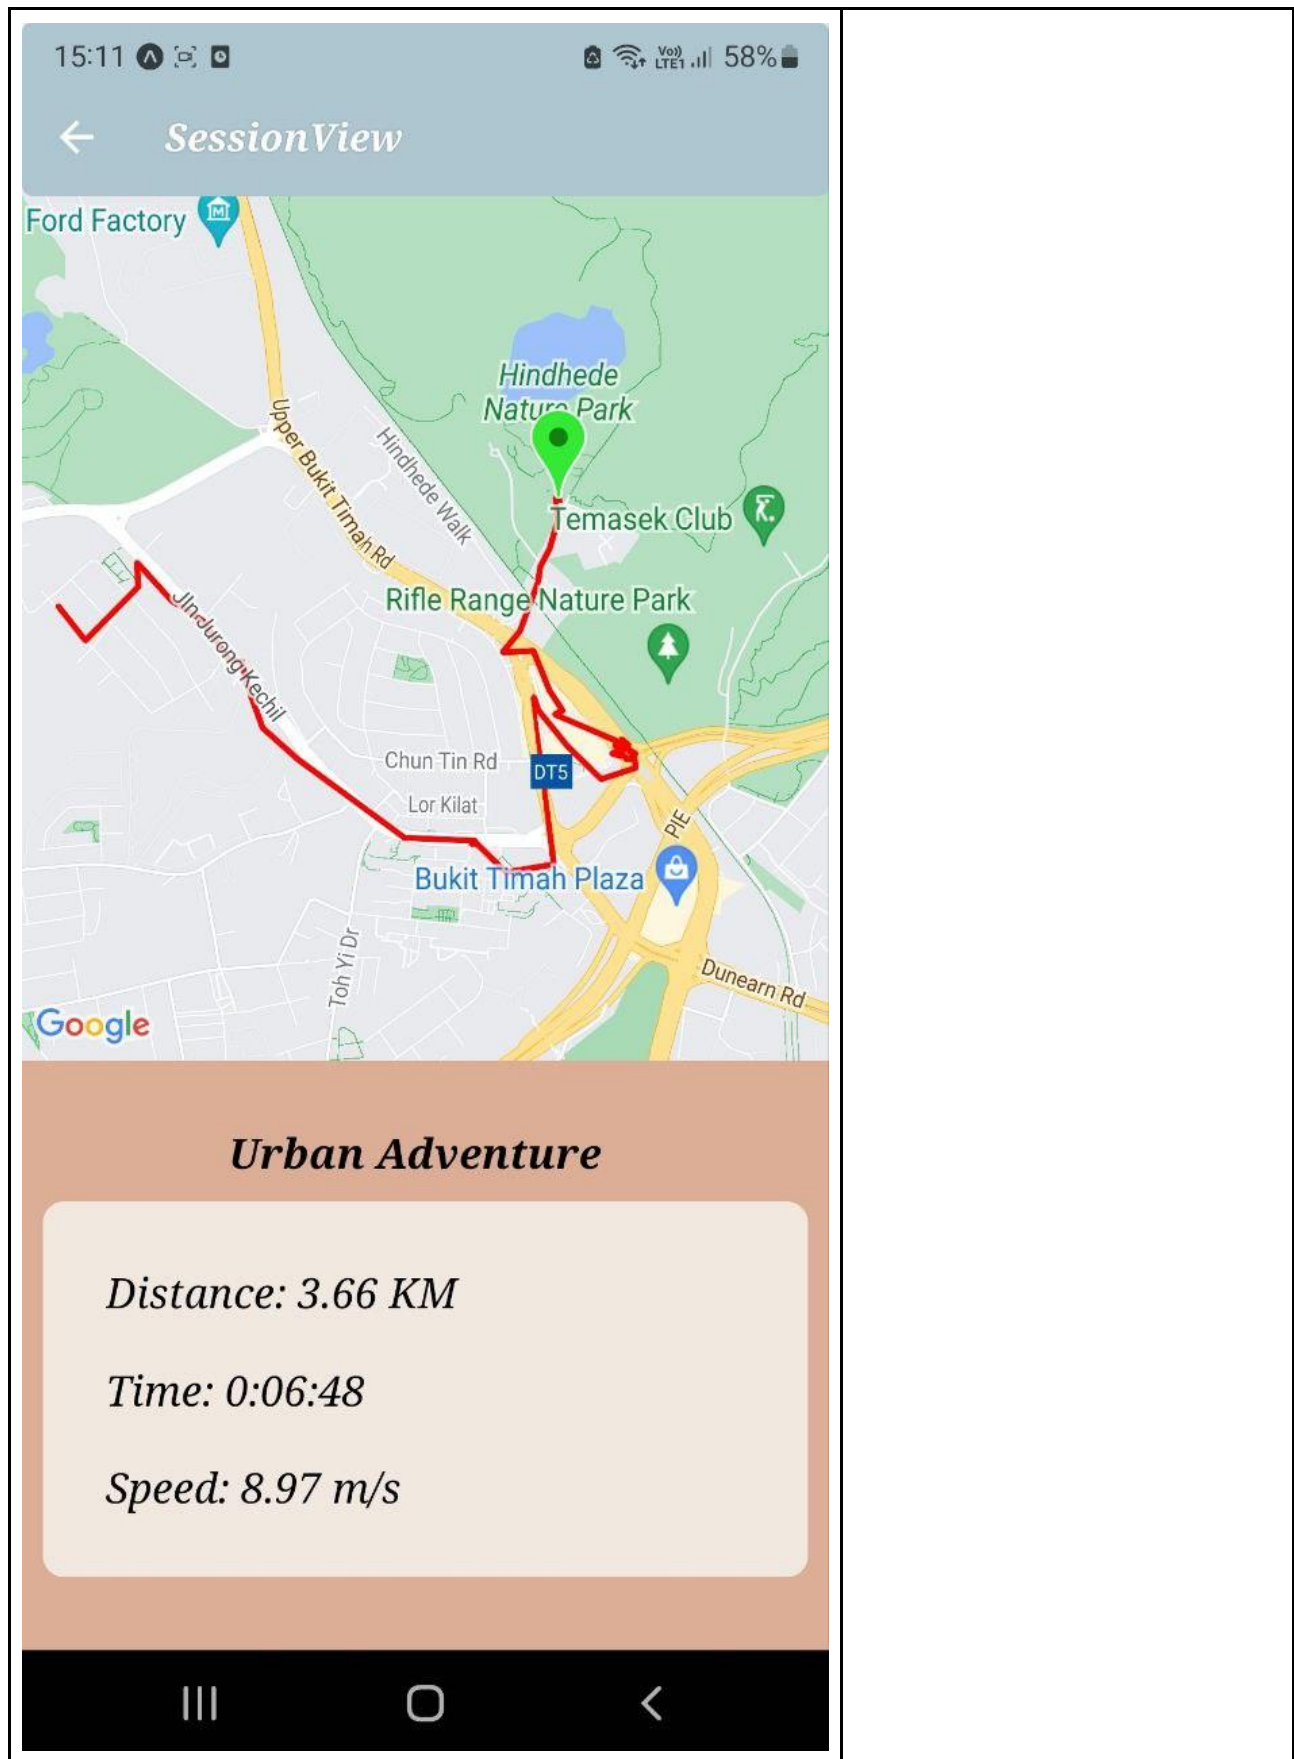 15:11
Vo))
LTE1
58%
SessionView
Ford Factory
Hindhede
Nature Park
Upper Bukit Timah Rd
Hindhede Walk
Temasek Club
Rifle Range Nature Park
Jln Jurong Kechil
Chun Tin Rd
DT5
Lor Kilat
PIE
Bukit Timah Plaza
Toh Yi Dr
Dunearn Rd
Google
Urban Adventure
Distance: 3.66 KM
Time: 0:06:48
Speed: 8.97 m/s